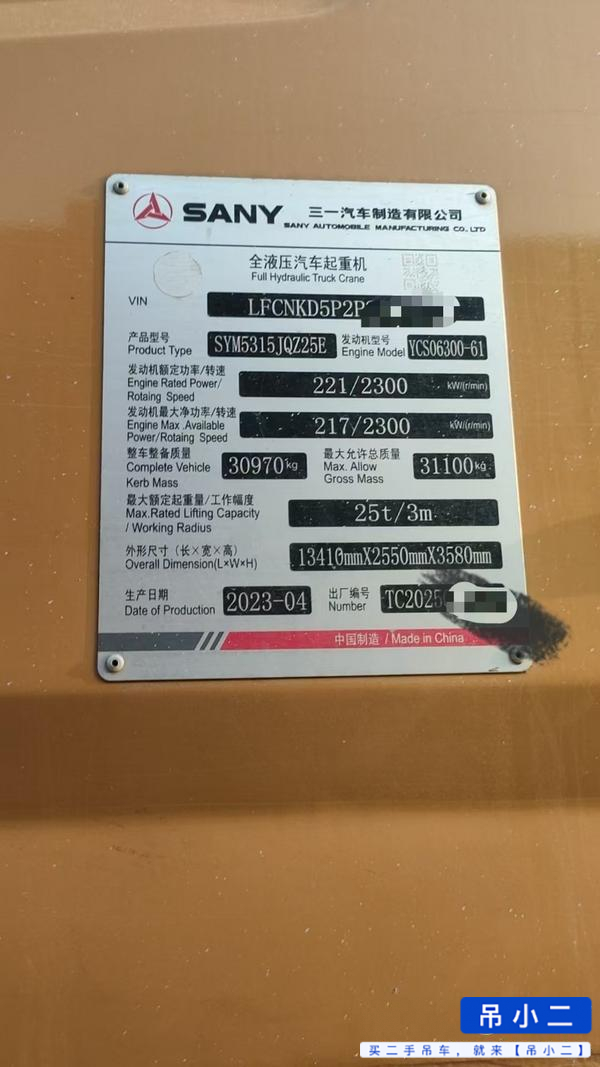 SANY 三一汽车制造有限公司
SANY AUTOMOBILE MANUFACTURING CO., LTD
全液压汽车起重机
Full Hydraulic Truck Crane
VIN LFCNKD5P2P
产品型号 SYM5315JQZ25E 发动机型号 YCS06300-61
Product Type Engine Model
发动机额定功率/转速
Engine Rated Power/ 221/2300 kW/(r/min)
Rotaing Speed
发动机最大净功率/转速
Engine Max .Available 217/2300 kW/(r/min)
Power/Rotaing Speed
整车整备质量 最大允许总质量
Complete Vehicle 30970kg Max. Allow 31100kg
Kerb Mass Gross Mass
最大额定起重量/工作幅度
Max.Rated Lifting Capacity 25t/3m
/ Working Radius
外形尺寸（长×宽×高） 13410mmX2550mmX3580mm
Overall Dimension(L×W×H)
生产日期 2023-04 出厂编号 TC2025
Date of Production Number
中国制造 / Made in China
吊小二
买二手吊车，就来【吊小二】